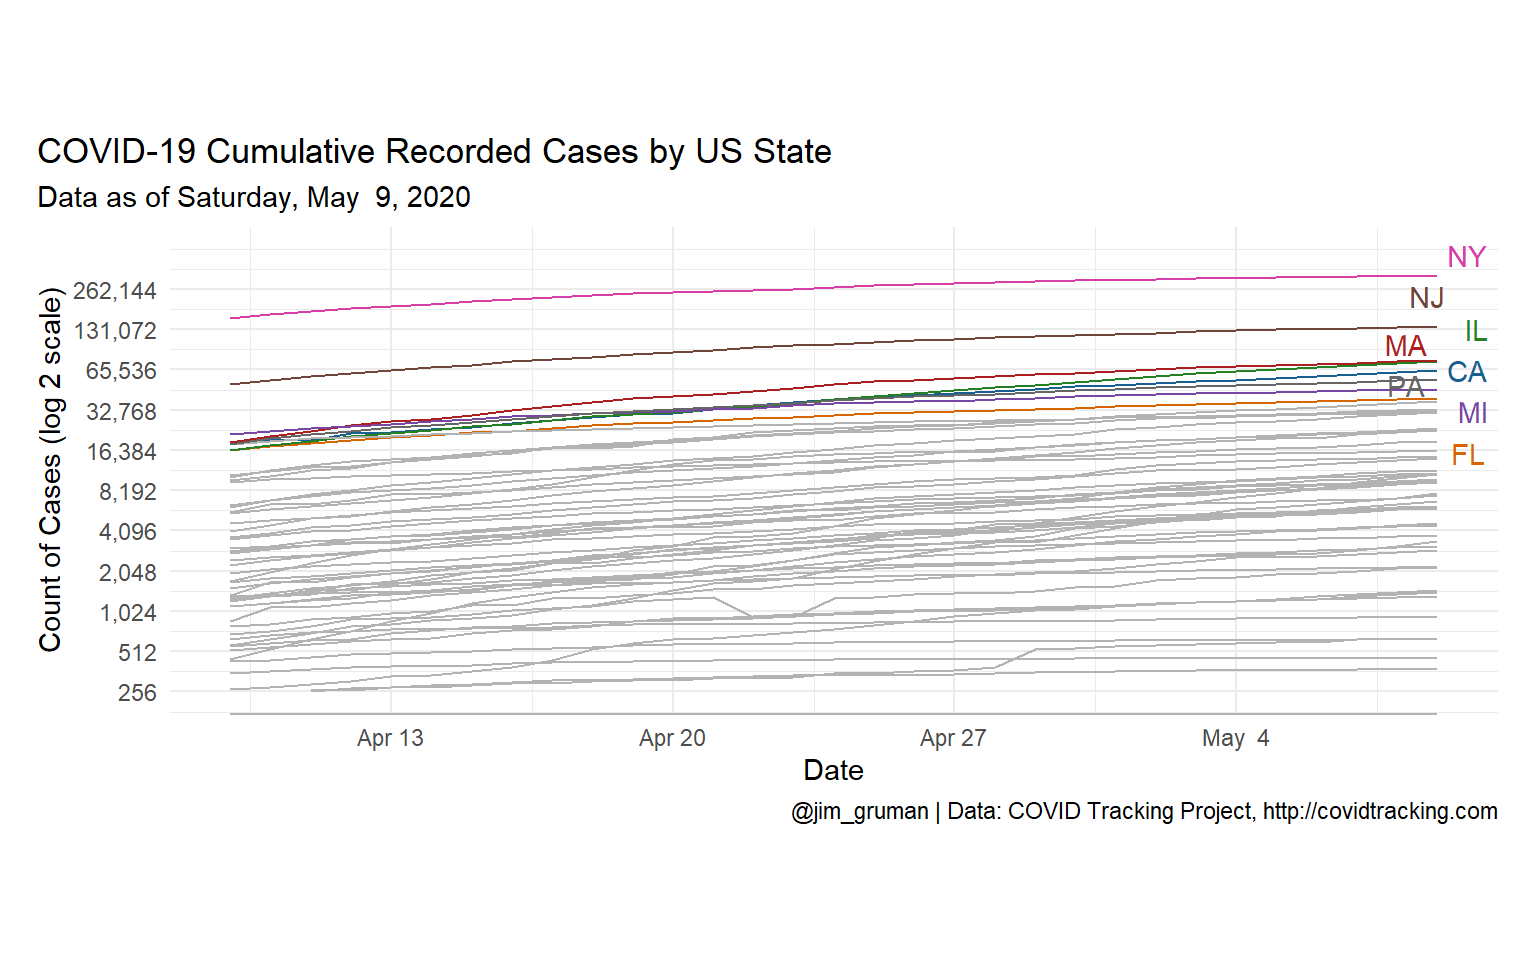 COVID-19 Cumulative Recorded Cases by US State
Data as of Saturday, May  9, 2020
Count of Cases (log 2 scale)
262,144
131,072
65,536
32,768
16,384
8,192
4,096
2,048
1,024
512
256
NY
NJ
IL
MA
CA
PA
MI
FL
Apr 13
Apr 20
Apr 27
May  4
Date
@jim_gruman | Data: COVID Tracking Project, http://covidtracking.com